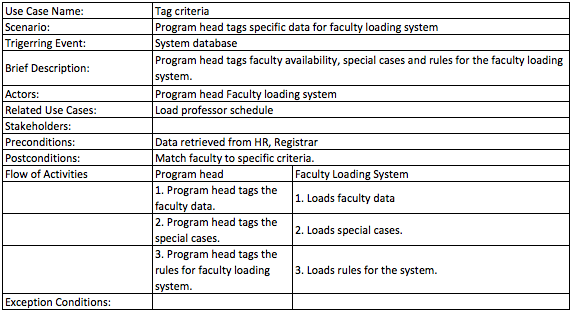 Use Case Name: Tag criteria
Scenario: Program head tags specific data for faculty loading system
Trigerring Event: System database
Brief Description: Program head tags faculty availability, special cases and rules for the faculty loading
system.
Actors: Program head Faculty loading system
Related Use Cases: Load professor schedule
Stakeholders:
Preconditions: Data retrieved from HR, Registrar
Postconditions: Match faculty to specific criteria.
Flow of Activities Program head Faculty Loading System
1. Program head tags the
faculty data.
1. Loads faculty data
2. Program head tags the
special cases.
2. Loads special cases.
3. Program head tags the
rules for faculty loading
system.
3. Loads rules for the system.
Exception Conditions: